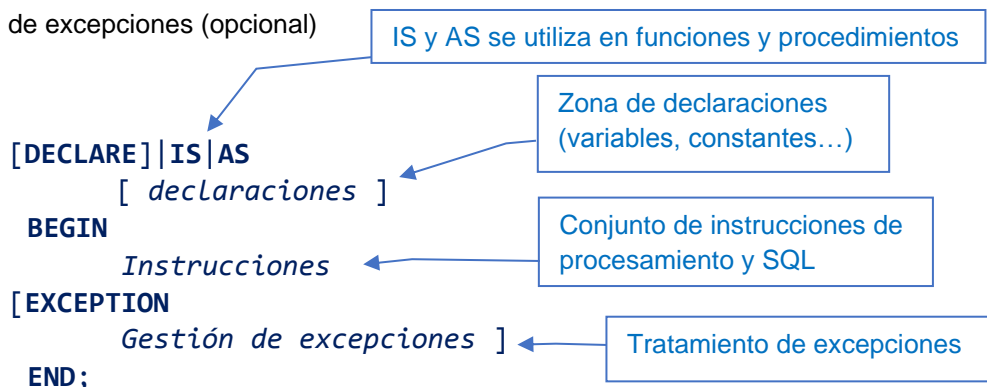 de excepciones (opcional)
IS y AS se utiliza en funciones y procedimientos
Zona de declaraciones
(variables, constantes…)
[DECLARE]|IS|AS
[ declaraciones ]
BEGIN
Conjunto de instrucciones de
procesamiento y SQL
Instrucciones
[EXCEPTION
Gestión de excepciones ]
Tratamiento de excepciones
END;